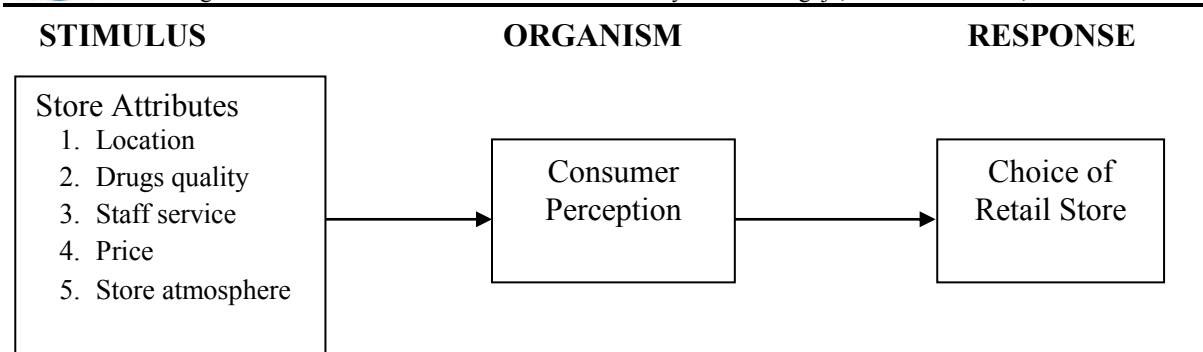 STIMULUS
ORGANISM
RESPONSE
Store Attributes
1. Location
2. Drugs quality
3. Staff service
4. Price
5. Store atmosphere
Consumer
Perception
Choice of
Retail Store